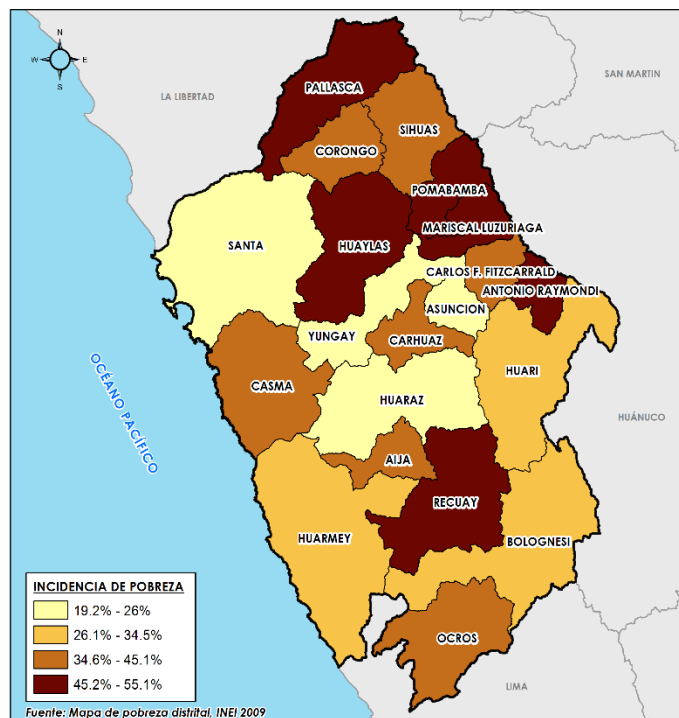 N
W
E
S
LA LIBERTAD
SAN MARTIN
PALLASCA
SIHUAS
CORONGO
POMABAMBA
MARISCAL LUZURIAGA
SANTA
HUAYLAS
CARLOS F. FITZCARRALD
ANTONIO RAYMONDI
ASUNCION
YUNGAY
CARHUAZ
HUARI
CASMA
HUARAZ
HUÁNUCO
OCÉANO PACÍFICO
AIJA
RECUAY
HUARMEY
BOLOGNESI
OCROS
LIMA
INCIDENCIA DE POBREZA
19.2% - 26%
26.1% - 34.5%
34.6% - 45.1%
45.2% - 55.1%
Fuente: Mapa de pobreza distrital, INEI 2009